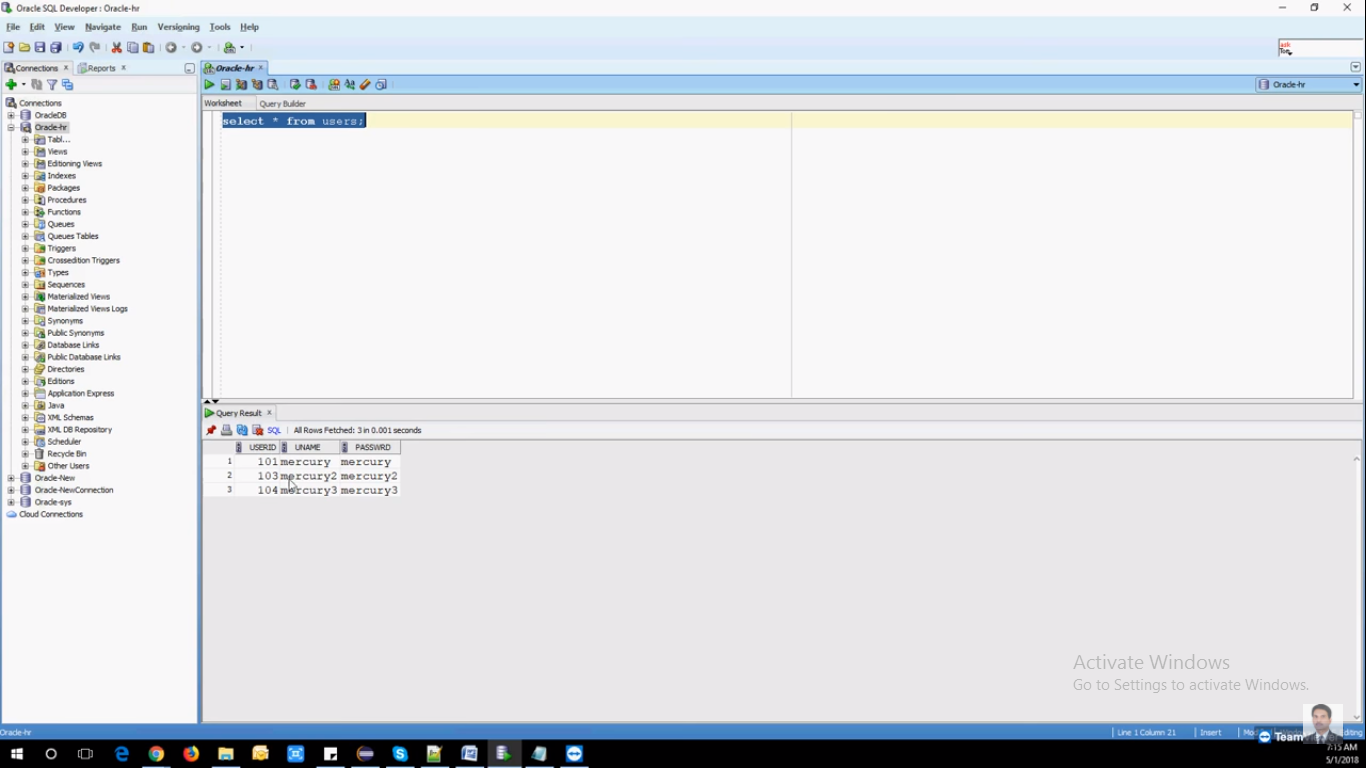 Oracle SQL Developer : Oracle-hr
File Edit View Navigate Run Versioning Tools Help
Connections Reports Oracle-hr
Oracle-hr
Worksheet Query Builder
select * from users;
Connections
OracleDB
Oracle-hr
Tabl...
Views
Editioning Views
Indexes
Packages
Procedures
Functions
Queues
Queues Tables
Triggers
Crossedition Triggers
Types
Sequences
Materialized Views
Materialized Views Logs
Synonyms
Public Synonyms
Database Links
Public Database Links
Directories
Editions
Application Express
Java
XML Schemas
XML DB Repository
Scheduler
Recycle Bin
Other Users
Oracle-New
Oracle-NewConnection
Oracle-sys
Cloud Connections
Query Result
SQL | All Rows Fetched: 3 in 0.001 seconds
USERID UNAME PASSWRD
1 101 mercury mercury
2 103 mercury2 mercury2
3 104 mercury3 mercury3
Activate Windows
Go to Settings to activate Windows.
Oracle-hr
Line 1 Column 21 Insert
7:15 AM
5/1/2018